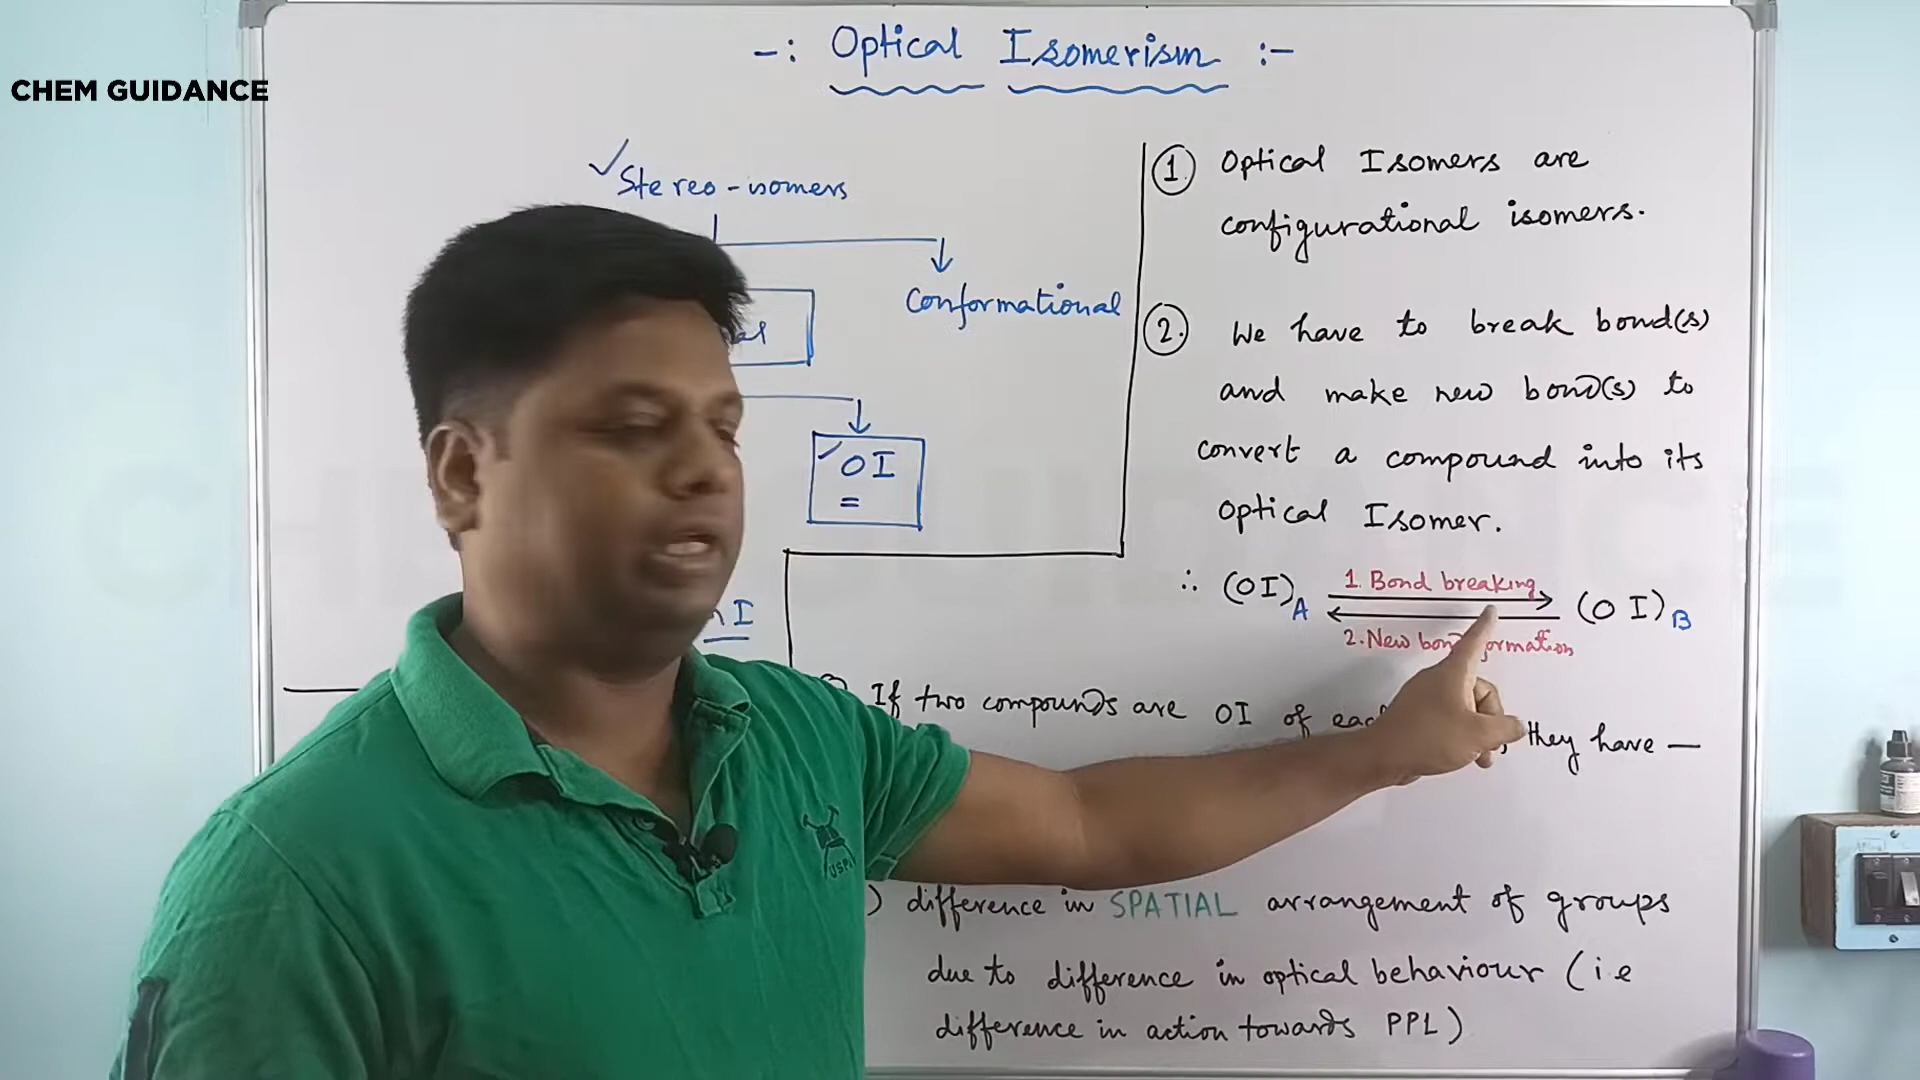 CHEM GUIDANCE
-: Optical Isomerism :-
✓Stereo-isomers
Conformational
✓OI
=
① Optical Isomers are
configurational isomers.
② We have to break bond(s)
and make new bond(s) to
convert a compound into its
Optical Isomer.
∴ (OI)A 1. Bond breaking (OI)B
2. New bond formation
If two compounds are OI of each they have —
) difference in SPATIAL arrangement of groups
due to difference in optical behaviour (i.e
difference in action towards PPL)